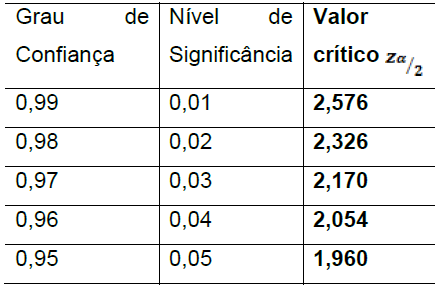 Grau de Nível de Valor
Confiança Significância crítico zα/2
0,99 0,01 2,576
0,98 0,02 2,326
0,97 0,03 2,170
0,96 0,04 2,054
0,95 0,05 1,960